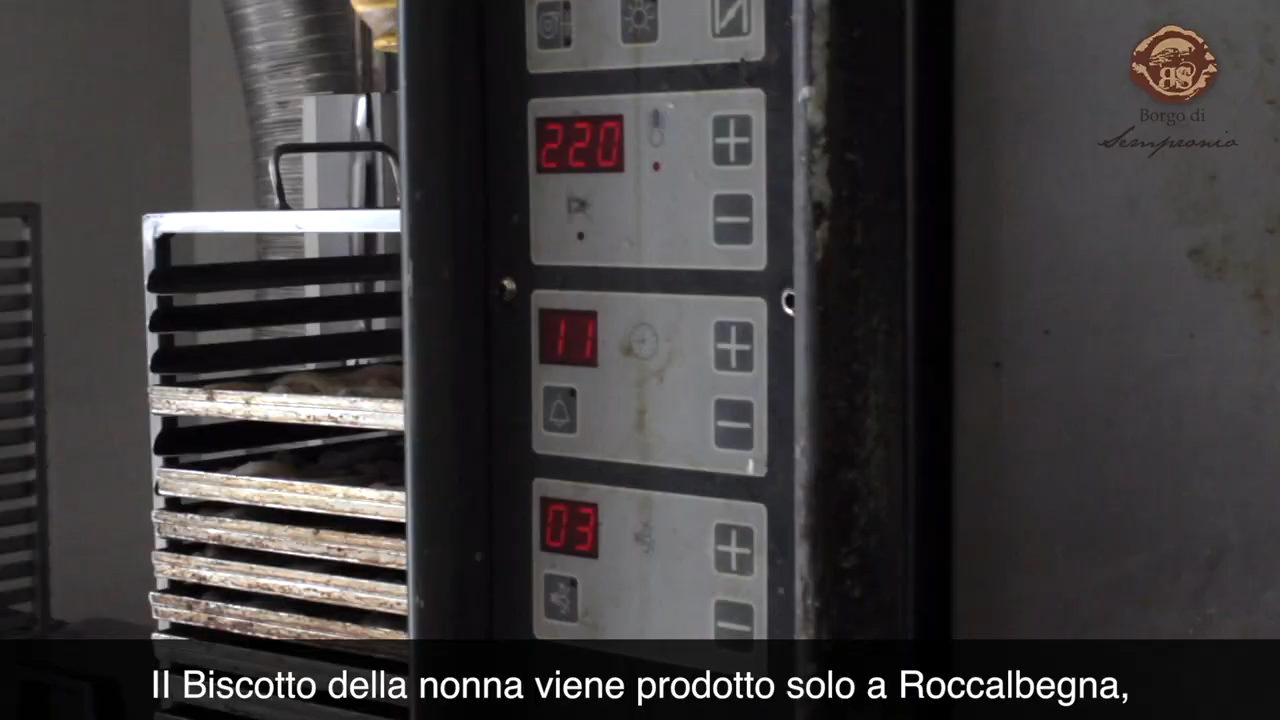 220
11
03
BS
Borgo di
Sempronio
Il Biscotto della nonna viene prodotto solo a Roccalbegna,